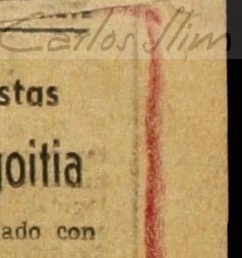 Carlos Slim
stas
goitia
ado con